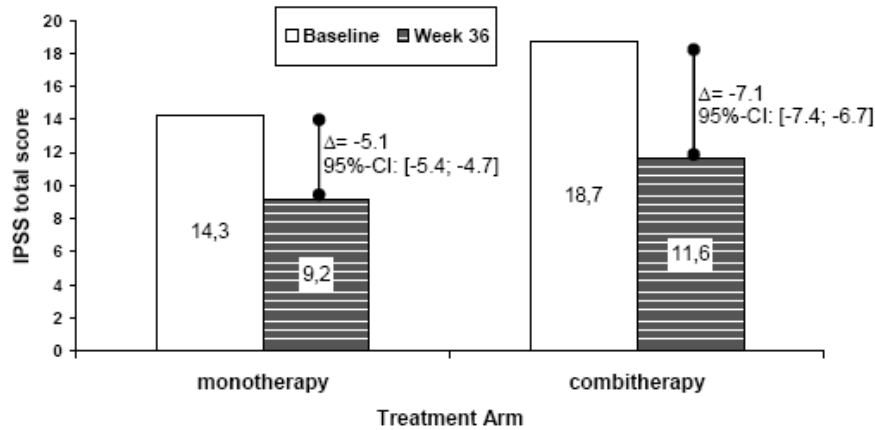 IPSS total score
20
18
16
14
12
10
8
6
4
2
0
Baseline Week 36
14,3
9,2
Δ= -5.1
95%-CI: [-5.4; -4.7]
18,7
11,6
Δ= -7.1
95%-CI: [-7.4; -6.7]
monotherapy combitherapy
Treatment Arm